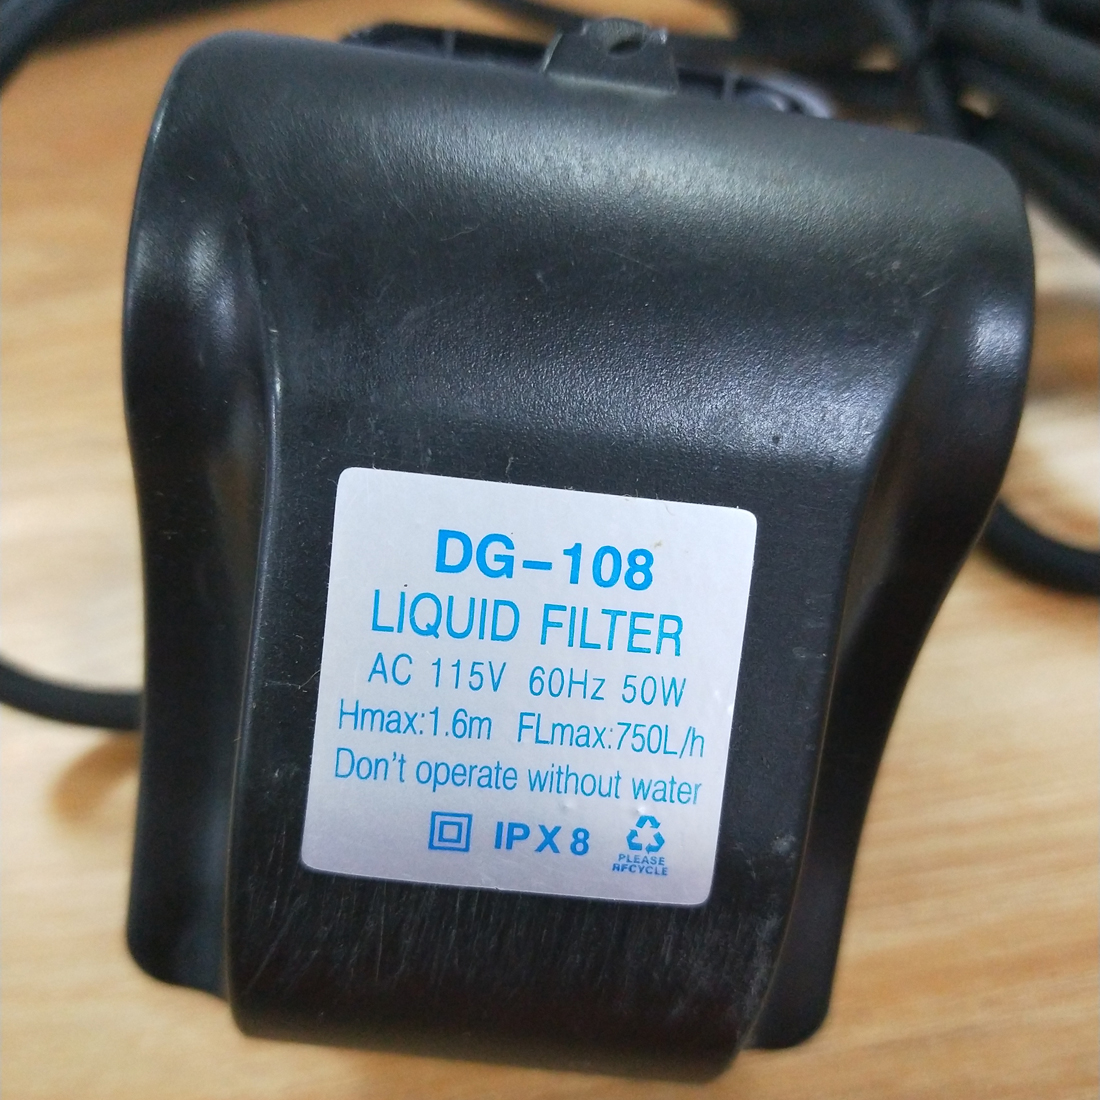 DG-108
LIQUID FILTER
AC 115V 60Hz 50W
Hmax:1.6m FLmax:750L/h
Don't operate without water
IPX8
PLEASE
RECYCLE